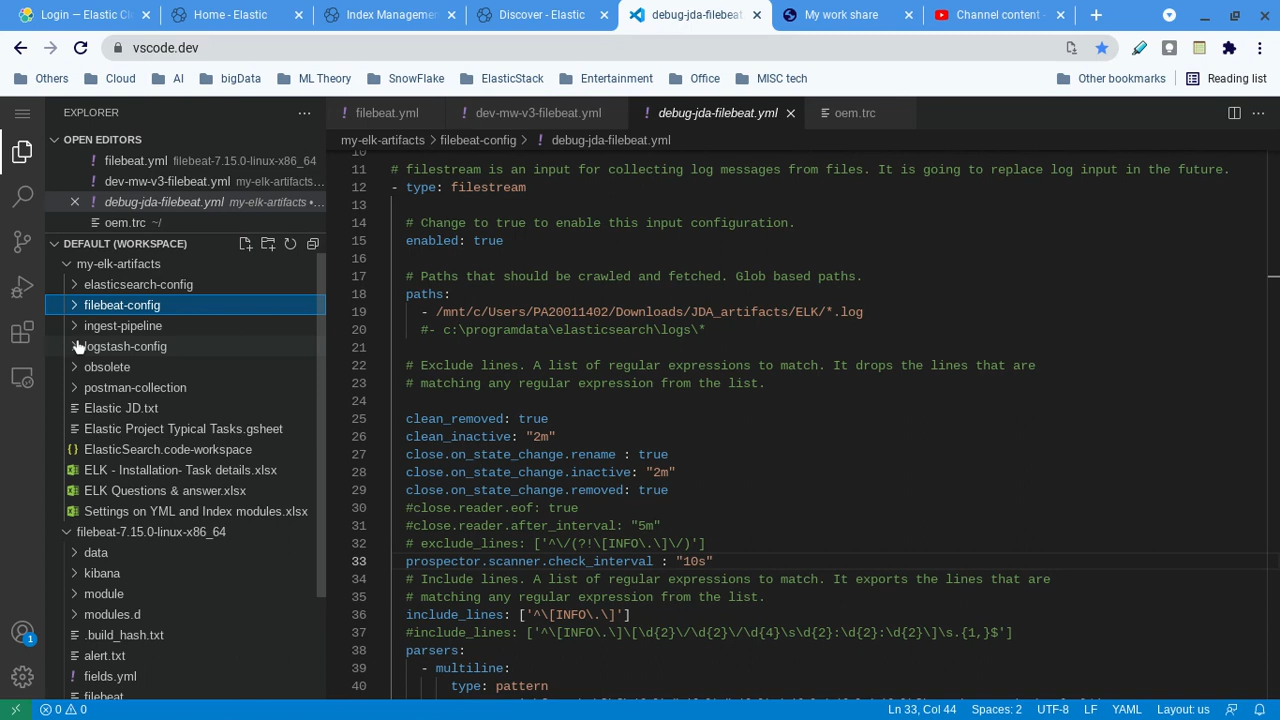 Login — Elastic Cl
Home - Elastic
Index Management
Discover - Elastic
debug-jda-filebeat
My work share
Channel content -
vscode.dev
Others
Cloud
AI
bigData
ML Theory
SnowFlake
ElasticStack
Entertainment
Office
MISC tech
Other bookmarks
Reading list
EXPLORER
OPEN EDITORS
filebeat.yml filebeat-7.15.0-linux-x86_64
dev-mw-v3-filebeat.yml my-elk-artifacts...
debug-jda-filebeat.yml my-elk-artifacts •...
oem.trc ~/
DEFAULT (WORKSPACE)
my-elk-artifacts
elasticsearch-config
filebeat-config
ingest-pipeline
logstash-config
obsolete
postman-collection
Elastic JD.txt
Elastic Project Typical Tasks.gsheet
ElasticSearch.code-workspace
ELK - Installation- Task details.xlsx
ELK Questions & answer.xlsx
Settings on YML and Index modules.xlsx
filebeat-7.15.0-linux-x86_64
data
kibana
module
modules.d
.build_hash.txt
alert.txt
fields.yml
filebeat
filebeat.yml
dev-mw-v3-filebeat.yml
debug-jda-filebeat.yml
oem.trc
my-elk-artifacts > filebeat-config > ! debug-jda-filebeat.yml
10
11 # filestream is an input for collecting log messages from files. It is going to replace log input in the future.
12 - type: filestream
13
14 # Change to true to enable this input configuration.
15 enabled: true
16
17 # Paths that should be crawled and fetched. Glob based paths.
18 paths:
19 - /mnt/c/Users/PA20011402/Downloads/JDA_artifacts/ELK/*.log
20 #- c:\programdata\elasticsearch\logs\*
21
22 # Exclude lines. A list of regular expressions to match. It drops the lines that are
23 # matching any regular expression from the list.
24
25 clean_removed: true
26 clean_inactive: "2m"
27 close.on_state_change.rename : true
28 close.on_state_change.inactive: "2m"
29 close.on_state_change.removed: true
30 #close.reader.eof: true
31 #close.reader.after_interval: "5m"
32 # exclude_lines: ['^\/(?!\[INFO\.\]\/)']
33 prospector.scanner.check_interval : "10s"
34 # Include lines. A list of regular expressions to match. It exports the lines that are
35 # matching any regular expression from the list.
36 include_lines: ['^\[INFO\.\]']
37 #include_lines: ['^\[INFO\.\]\[\d{2}\/\d{2}\/\d{4}\s\d{2}:\d{2}:\d{2}\]\s.{1,}$']
38 parsers:
39 - multiline:
40 type: pattern
1
0 0
Ln 33, Col 44
Spaces: 2
UTF-8
LF
YAML
Layout: us